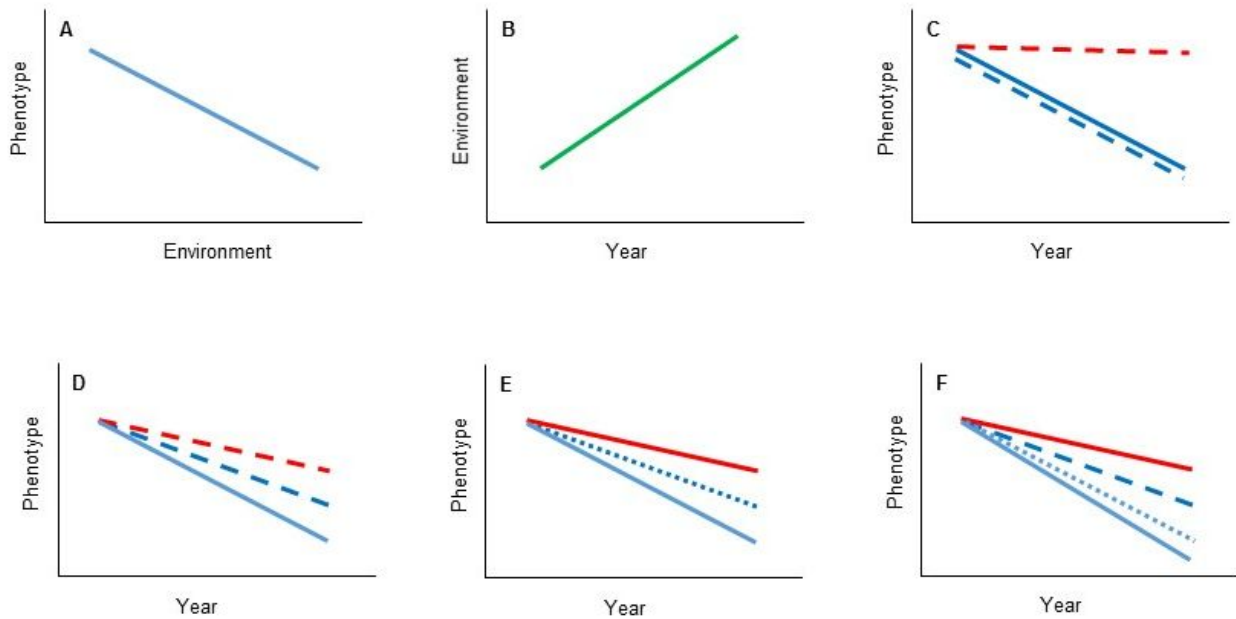 A
Phenotype
Environment
B
Environment
Year
C
Phenotype
Year
D
Phenotype
Year
E
Phenotype
Year
F
Phenotype
Year